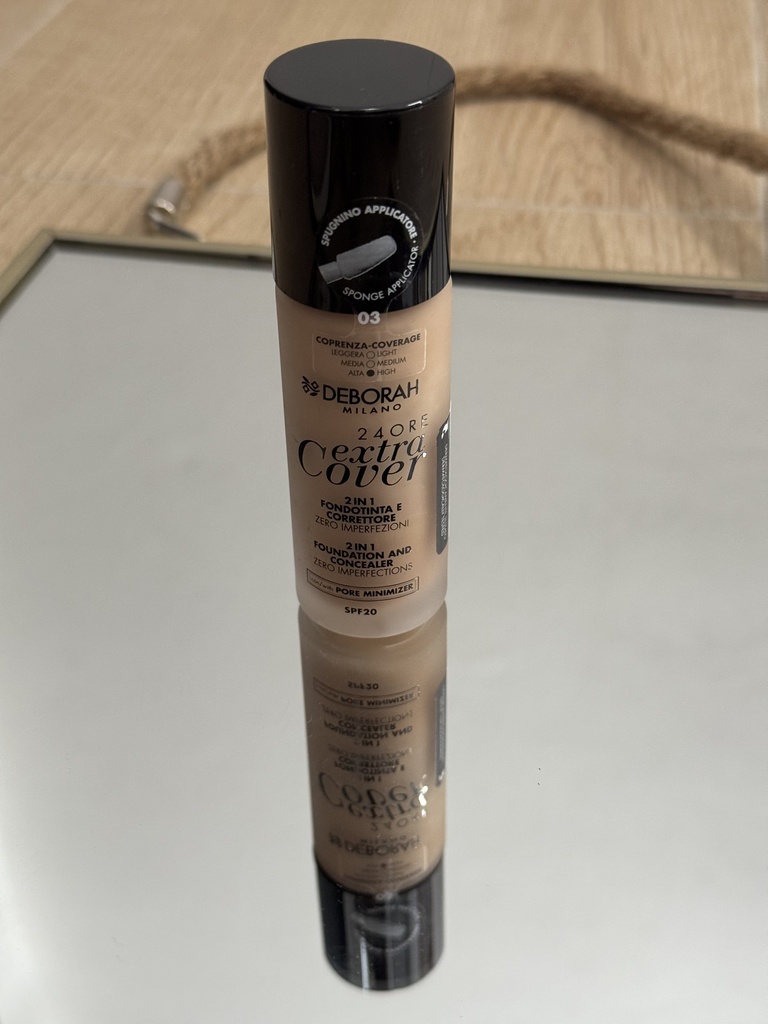 SPUGNINO APPLICATORE •
SPONGE APPLICATOR •
03
COPRENZA-COVERAGE
LEGGERA ○ LIGHT
MEDIA ○ MEDIUM
ALTA ● HIGH
DEBORAH
MILANO
24ORE
extra
Cover
2 IN 1
FONDOTINTA E
CORRETTORE
ZERO IMPERFEZIONI
2 IN 1
FOUNDATION AND
CONCEALER
ZERO IMPERFECTIONS
PORE MINIMIZER
SPF20